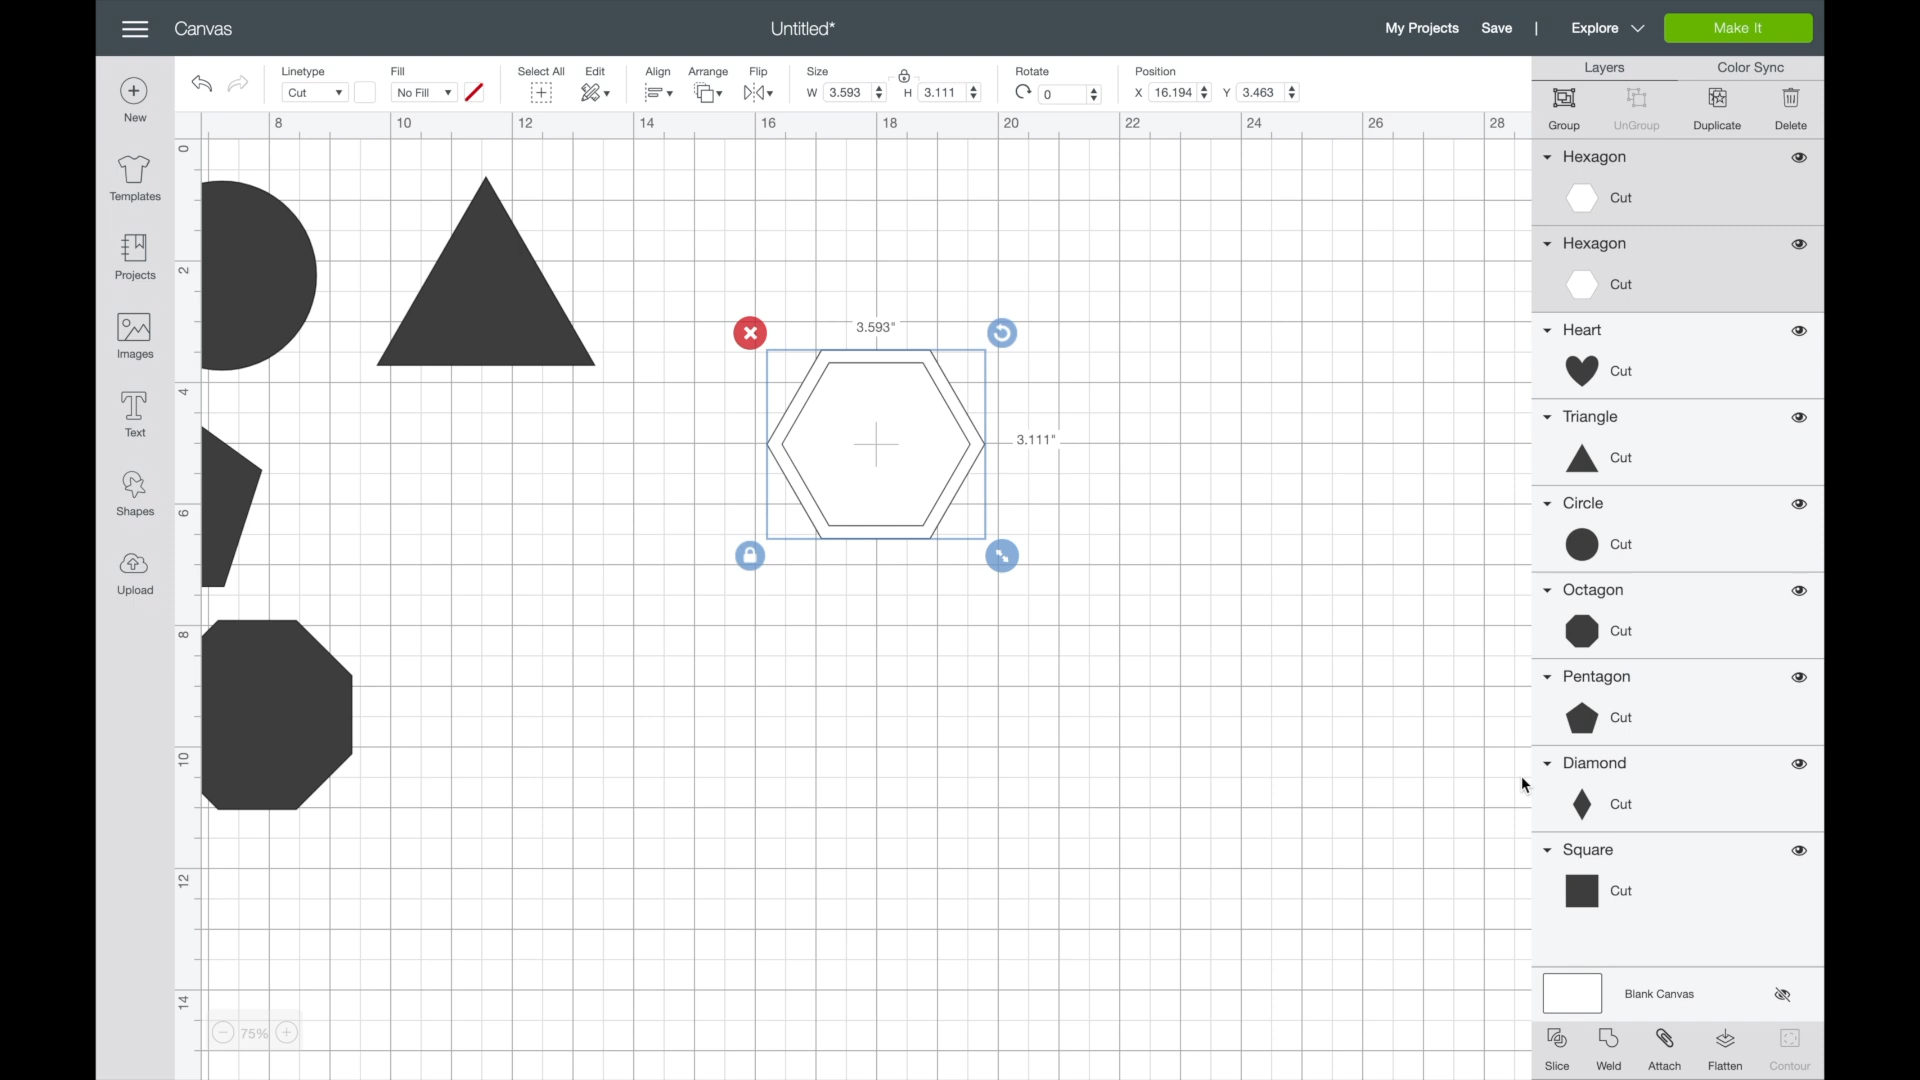 Canvas
Untitled*
My Projects Save | Explore Make It
Linetype
Cut
Fill
No Fill
Select All
Edit
Align
Arrange
Flip
Size
W 3.593
H 3.111
Rotate
0
Position
X 16.194
Y 3.463
Layers
Color Sync
Group
UnGroup
Duplicate
Delete
New
Templates
Projects
Images
Text
Shapes
Upload
8 10 12 14 16 18 20 22 24 26 28
0
2
4
6
8
10
12
14
3.593"
3.111"
75%
Hexagon
Cut
Hexagon
Cut
Heart
Cut
Triangle
Cut
Circle
Cut
Octagon
Cut
Pentagon
Cut
Diamond
Cut
Square
Cut
Blank Canvas
Slice
Weld
Attach
Flatten
Contour